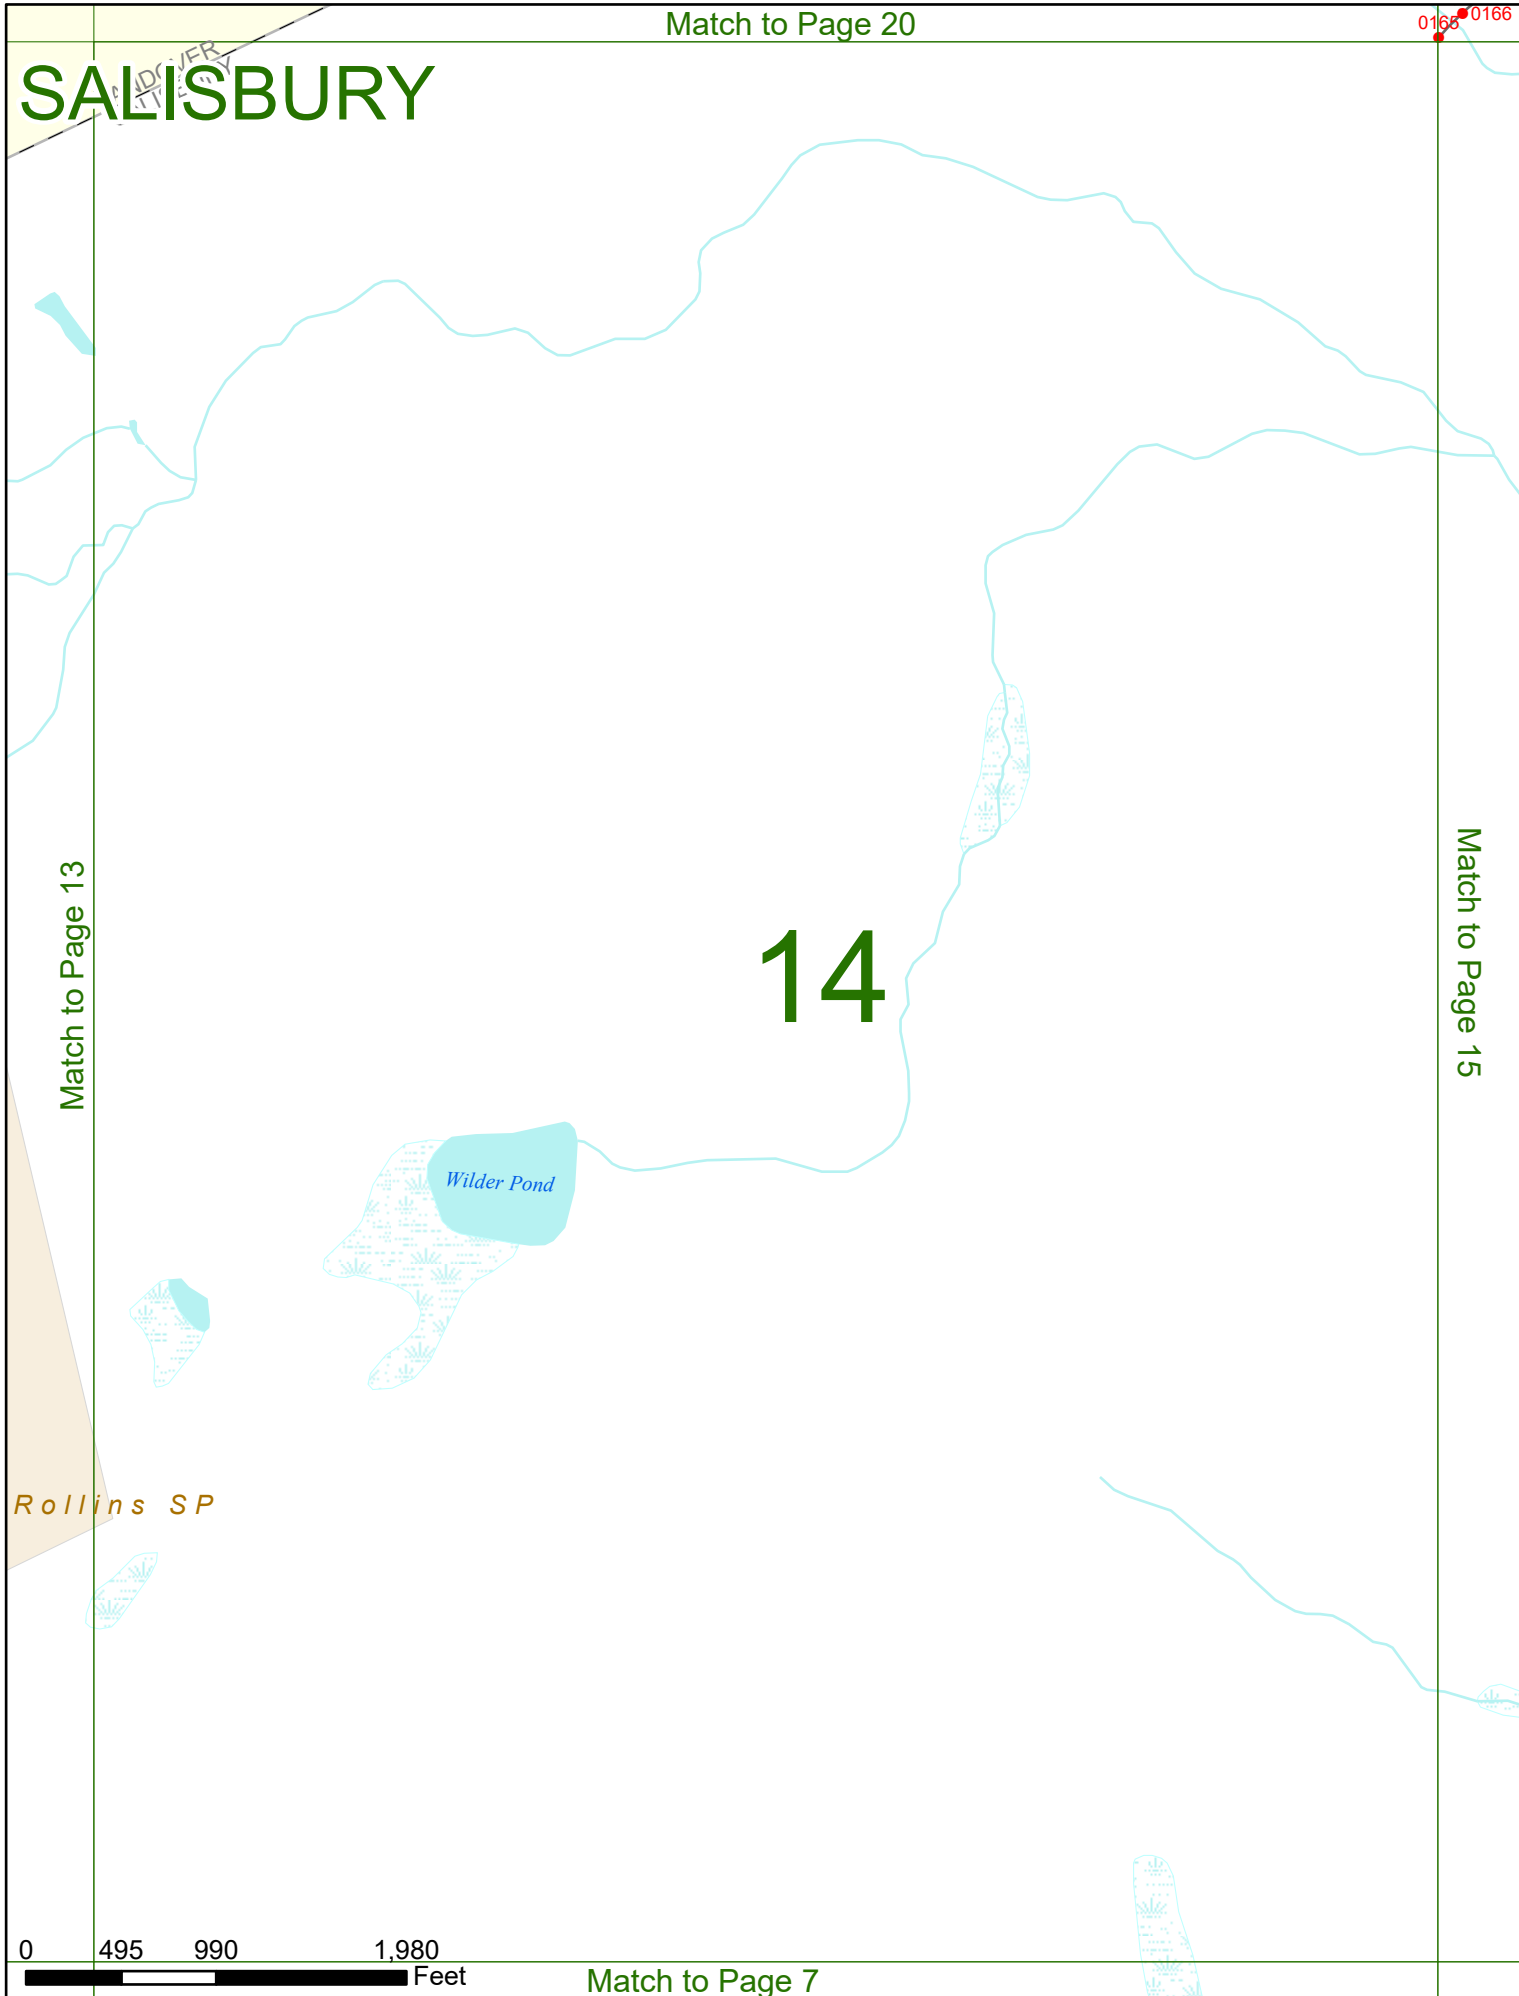 Match to Page 20
0165
0166
ANDOVER
SALISBURY
Match to Page 13
14
Match to Page 15
Wilder Pond
Rollins SP
0 495 990 1,980
Feet
Match to Page 7